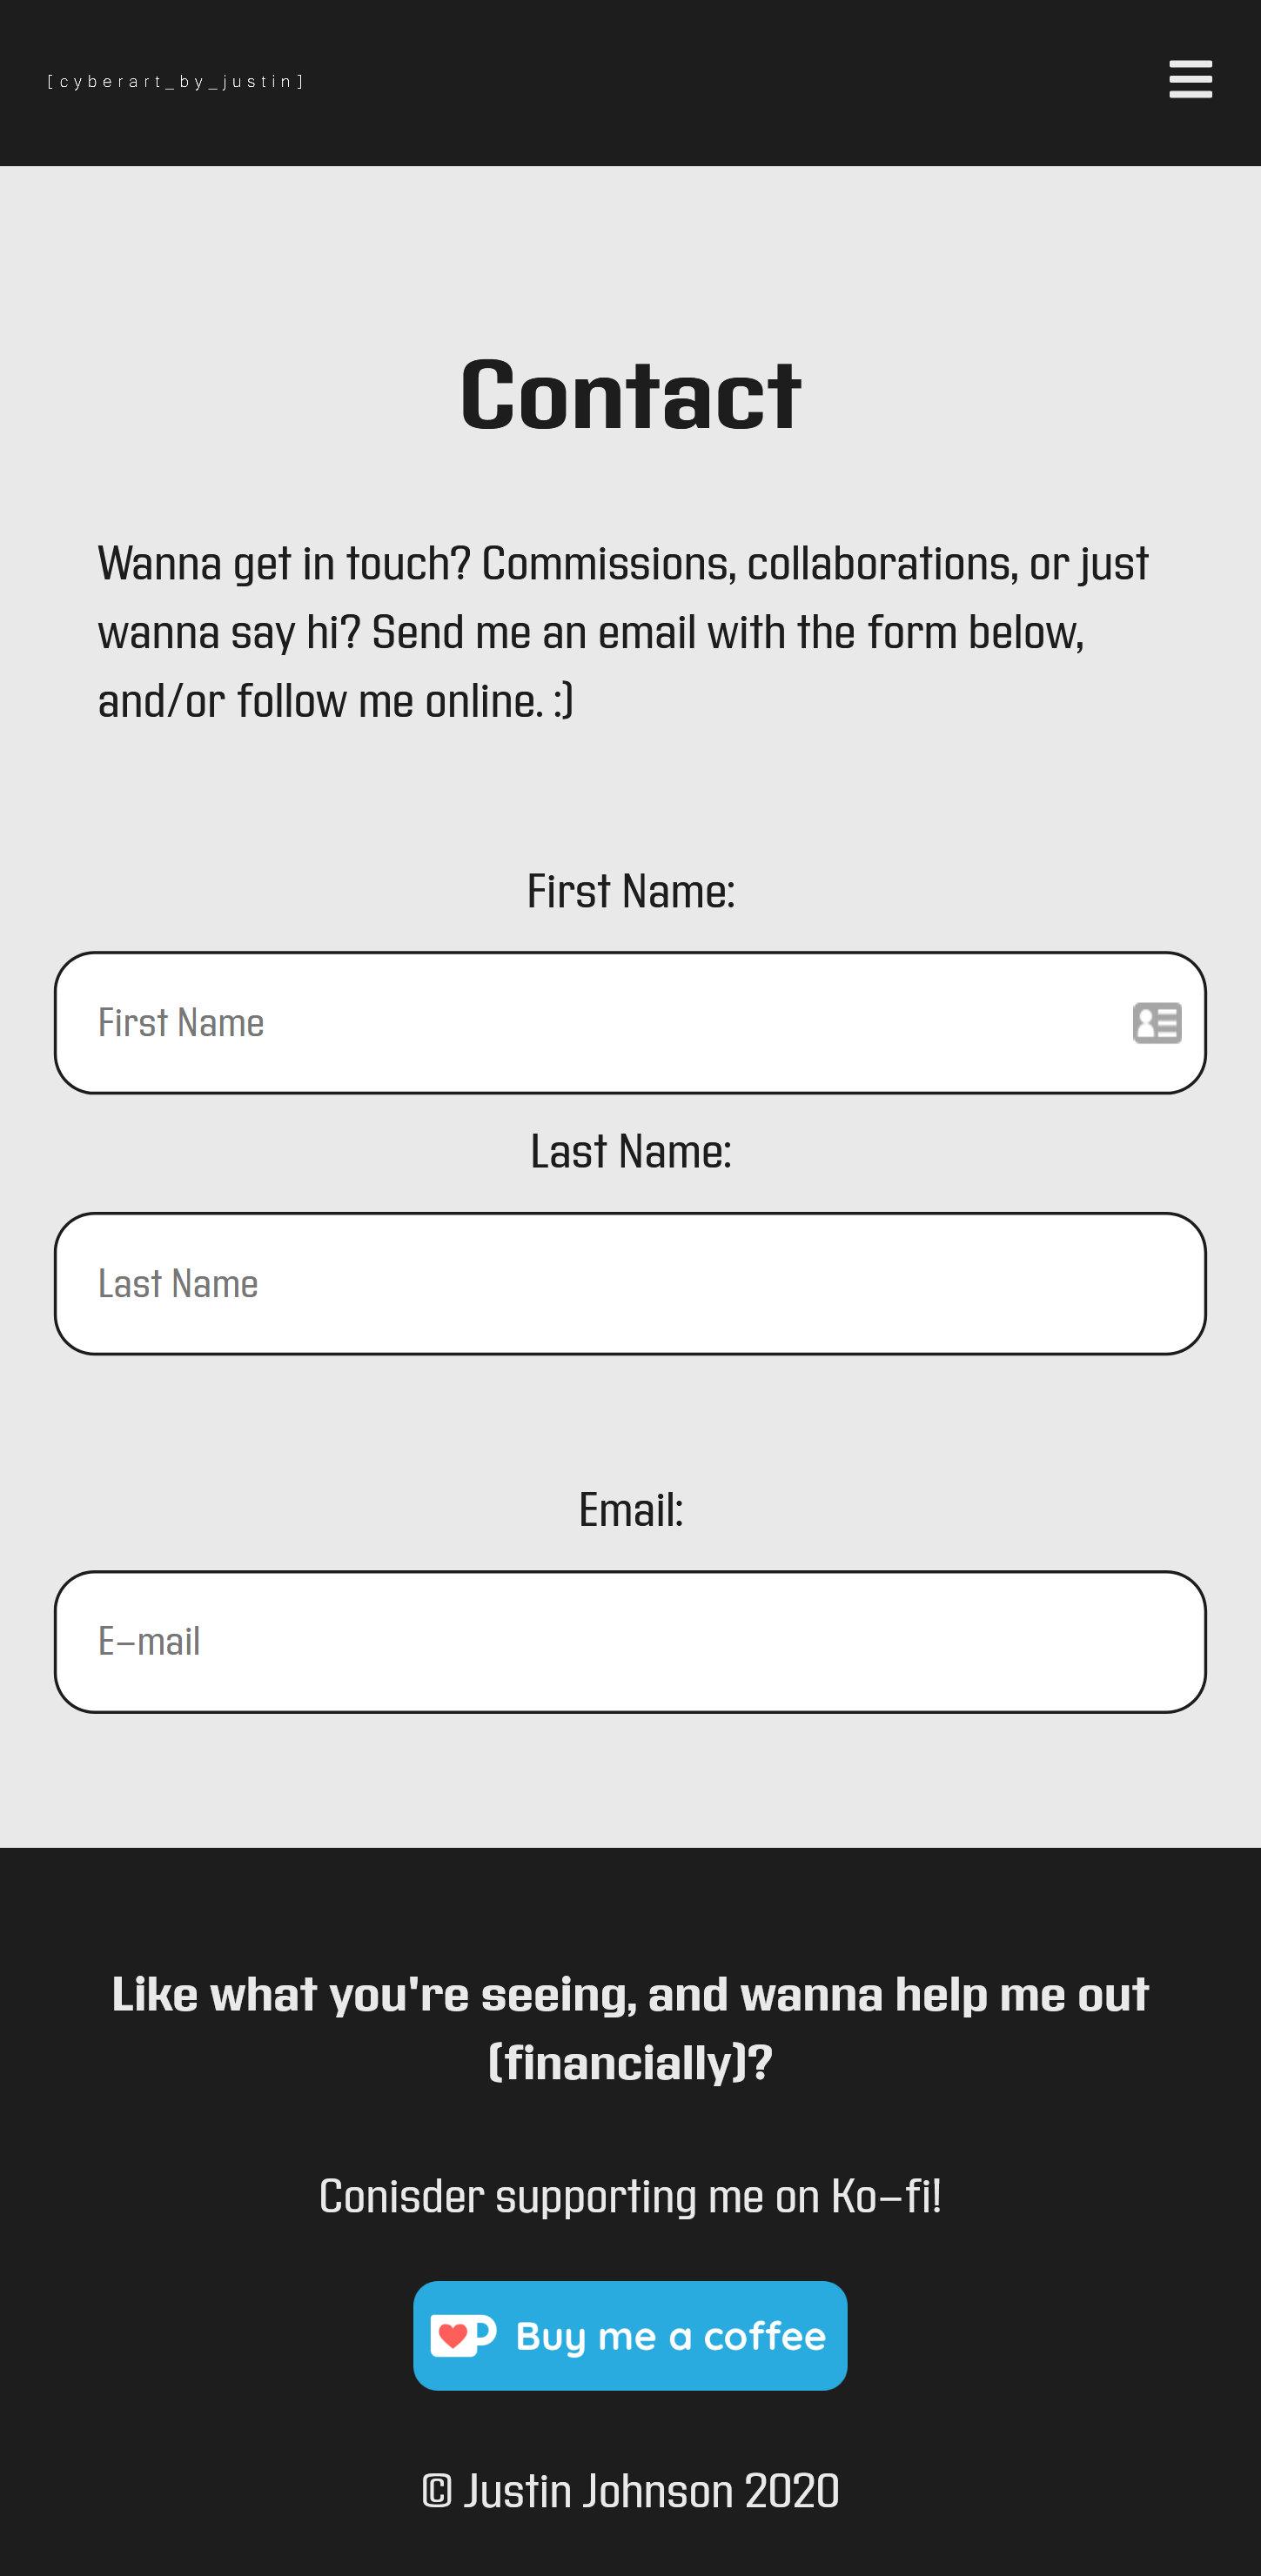 [cyberart_by_justin]
Contact
Wanna get in touch? Commissions, collaborations, or just
wanna say hi? Send me an email with the form below,
and/or follow me online. :)
First Name:
First Name
Last Name:
Last Name
Email:
E-mail
Like what you're seeing, and wanna help me out
(financially)?
Conisder supporting me on Ko-fi!
Buy me a coffee
© Justin Johnson 2020